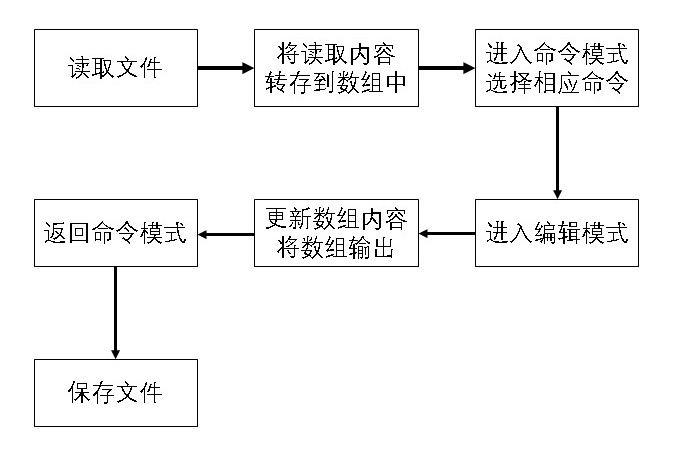 读取文件
将读取内容
转存到数组中
进入命令模式
选择相应命令
进入编辑模式
更新数组内容
将数组输出
返回命令模式
保存文件